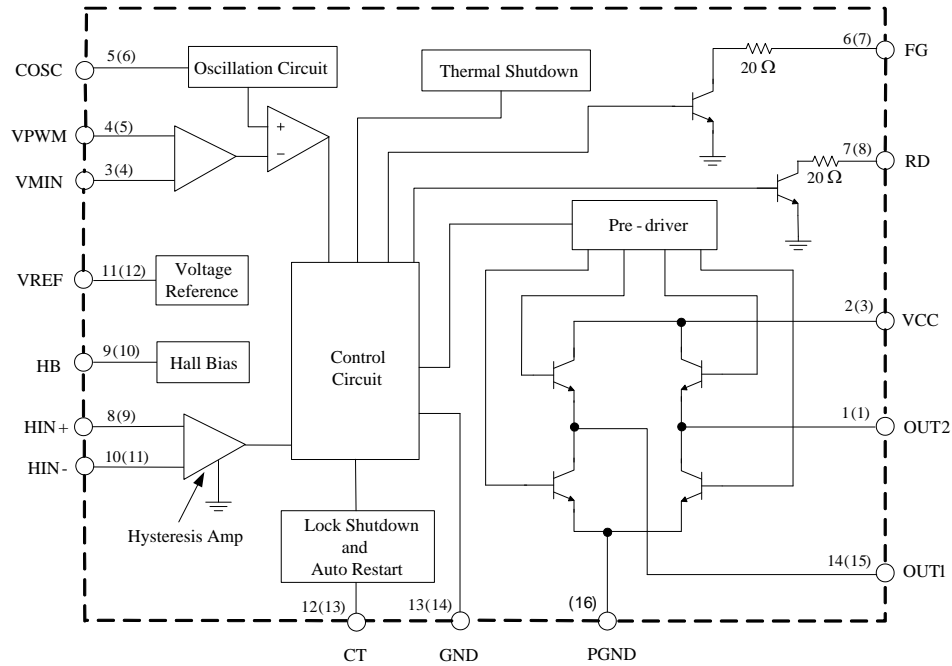 6(7)
FG
5(6)
COSC
Oscillation Circuit
Thermal Shutdown
20 Ω
+
−
4(5)
VPWM
3(4)
VMIN
7(8)
RD
20 Ω
Pre - driver
11(12)
VREF
Voltage
Reference
2(3)
VCC
9(10)
HB
Hall Bias
Control
Circuit
8(9)
HIN+
10(11)
HIN-
1(1)
OUT2
Hysteresis Amp
Lock Shutdown
and
Auto Restart
14(15)
OUT1
12(13)
13(14)
(16)
CT
GND
PGND